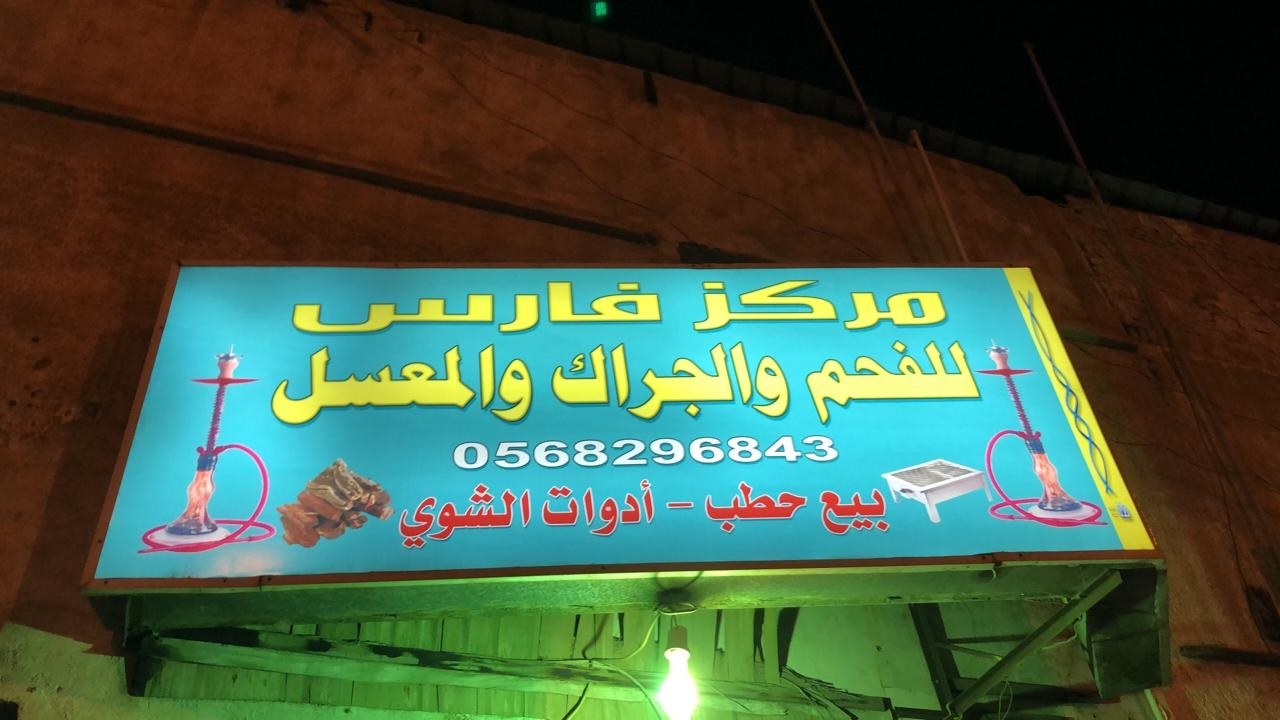 مركز فارس
للفحم والجراك والمعسل
0568296843
بيع حطب - أدوات الشوي